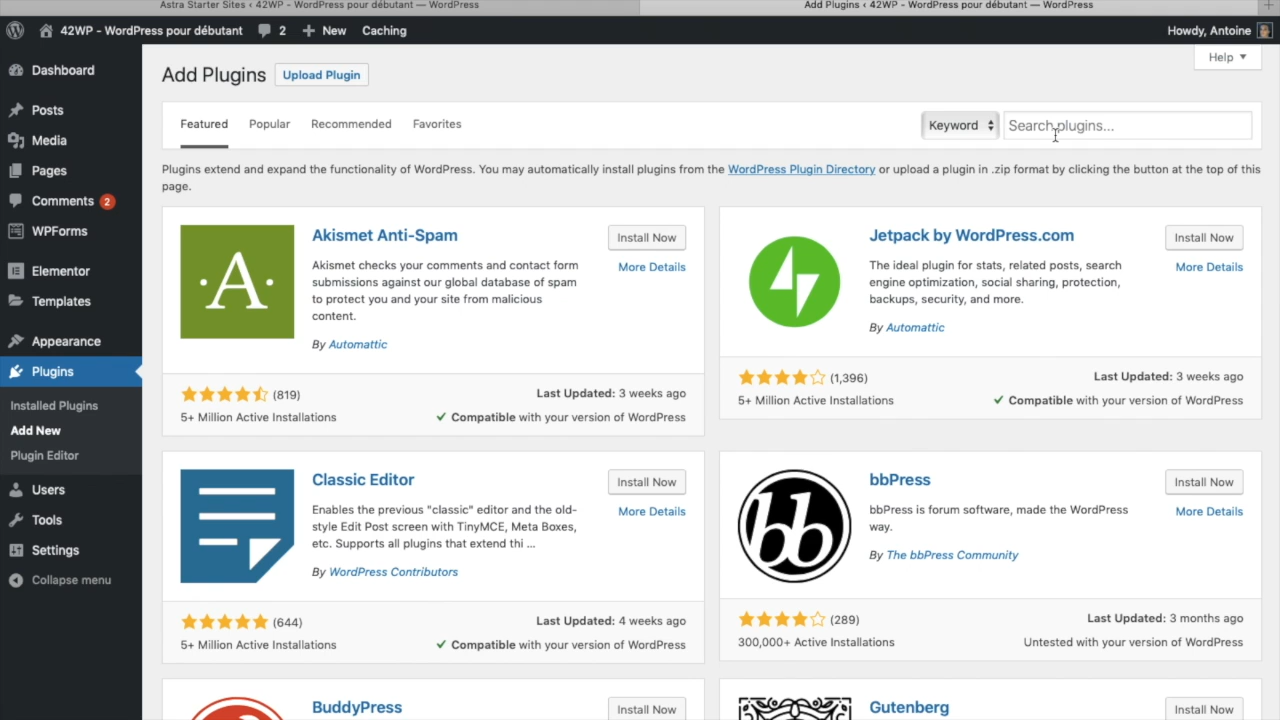 Astra Starter Sites ‹ 42WP - WordPress pour débutant — WordPress
Add Plugins ‹ 42WP - WordPress pour débutant — WordPress
42WP - WordPress pour débutant
2
New
Caching
Howdy, Antoine
Dashboard
Posts
Media
Pages
Comments 2
WPForms
Elementor
Templates
Appearance
Plugins
Installed Plugins
Add New
Plugin Editor
Users
Tools
Settings
Collapse menu
Help
Add Plugins
Upload Plugin
Featured
Popular
Recommended
Favorites
Keyword
Search plugins...
Plugins extend and expand the functionality of WordPress. You may automatically install plugins from the WordPress Plugin Directory or upload a plugin in .zip format by clicking the button at the top of this
page.
Akismet Anti-Spam
Install Now
More Details
Akismet checks your comments and contact form
submissions against our global database of spam
to protect you and your site from malicious
content.
By Automattic
(819)
Last Updated: 3 weeks ago
5+ Million Active Installations
Compatible with your version of WordPress
Jetpack by WordPress.com
Install Now
More Details
The ideal plugin for stats, related posts, search
engine optimization, social sharing, protection,
backups, security, and more.
By Automattic
(1,396)
Last Updated: 3 weeks ago
5+ Million Active Installations
Compatible with your version of WordPress
Classic Editor
Install Now
More Details
Enables the previous "classic" editor and the old-
style Edit Post screen with TinyMCE, Meta Boxes,
etc. Supports all plugins that extend thi ...
By WordPress Contributors
(644)
Last Updated: 4 weeks ago
5+ Million Active Installations
Compatible with your version of WordPress
bb
bbPress
Install Now
More Details
bbPress is forum software, made the WordPress
way.
By The bbPress Community
(289)
Last Updated: 3 months ago
300,000+ Active Installations
Untested with your version of WordPress
BuddyPress
Install Now
Gutenberg
Install Now